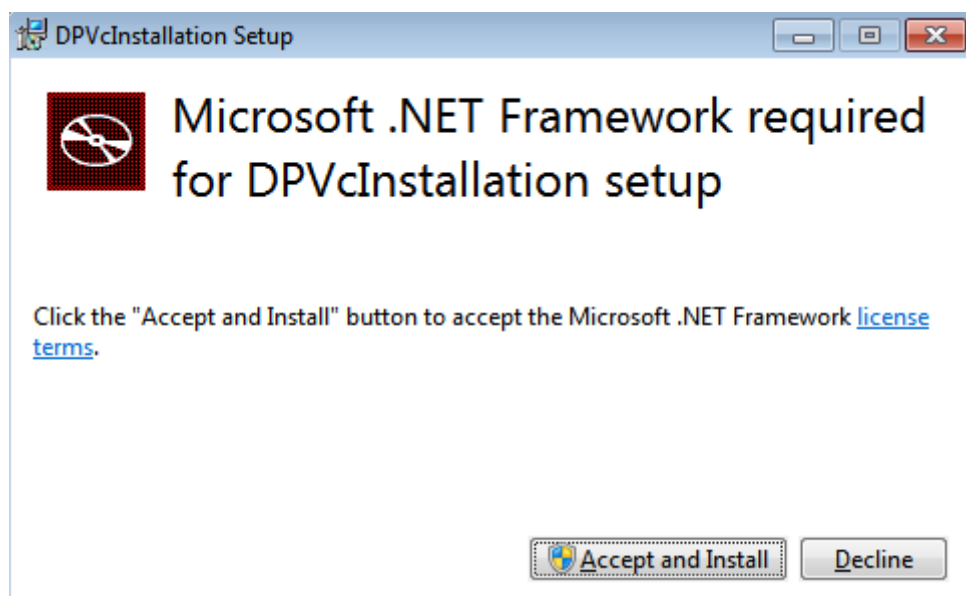 DPVcInstallation Setup
Microsoft .NET Framework required
for DPVcInstallation setup
Click the "Accept and Install" button to accept the Microsoft .NET Framework license
terms.
Accept and Install
Decline